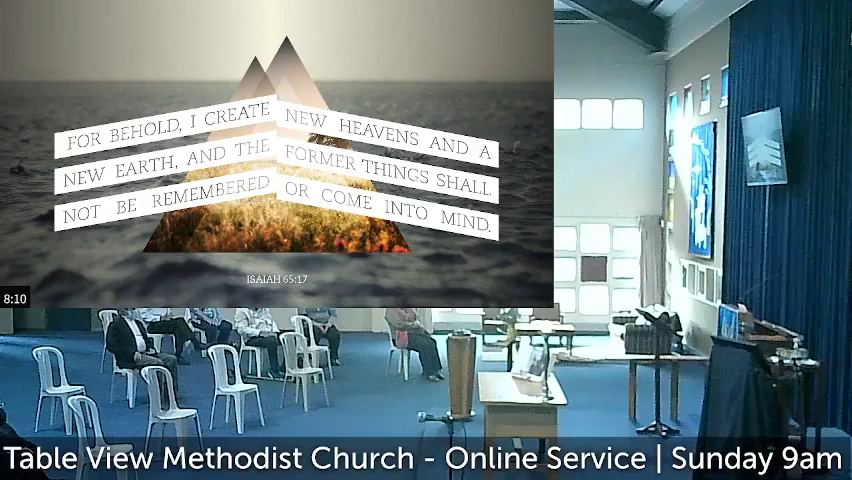 FOR BEHOLD, I CREATE NEW HEAVENS AND A
NEW EARTH, AND THE FORMER THINGS SHALL
NOT BE REMEMBERED OR COME INTO MIND.
ISAIAH 65:17
8:10
Table View Methodist Church - Online Service | Sunday 9am